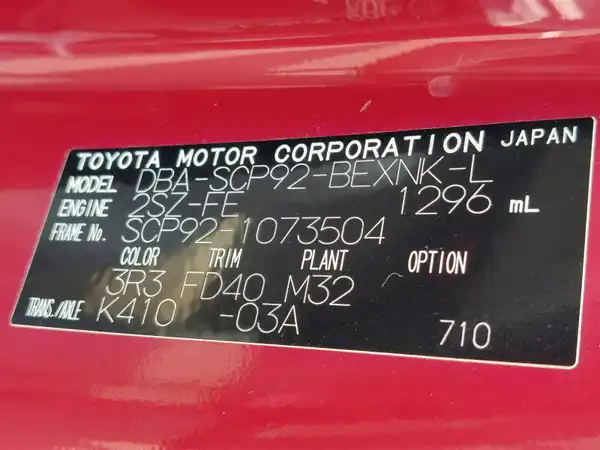 TOYOTA MOTOR CORPORATION JAPAN
MODEL DBA-SCP92-BEXNK-L
ENGINE 2SZ-FE 1296 mL
FRAME No. SCP92-1073504
COLOR TRIM PLANT OPTION
3R3 FD40 M32
TRANS./AXLE K410 -03A 710